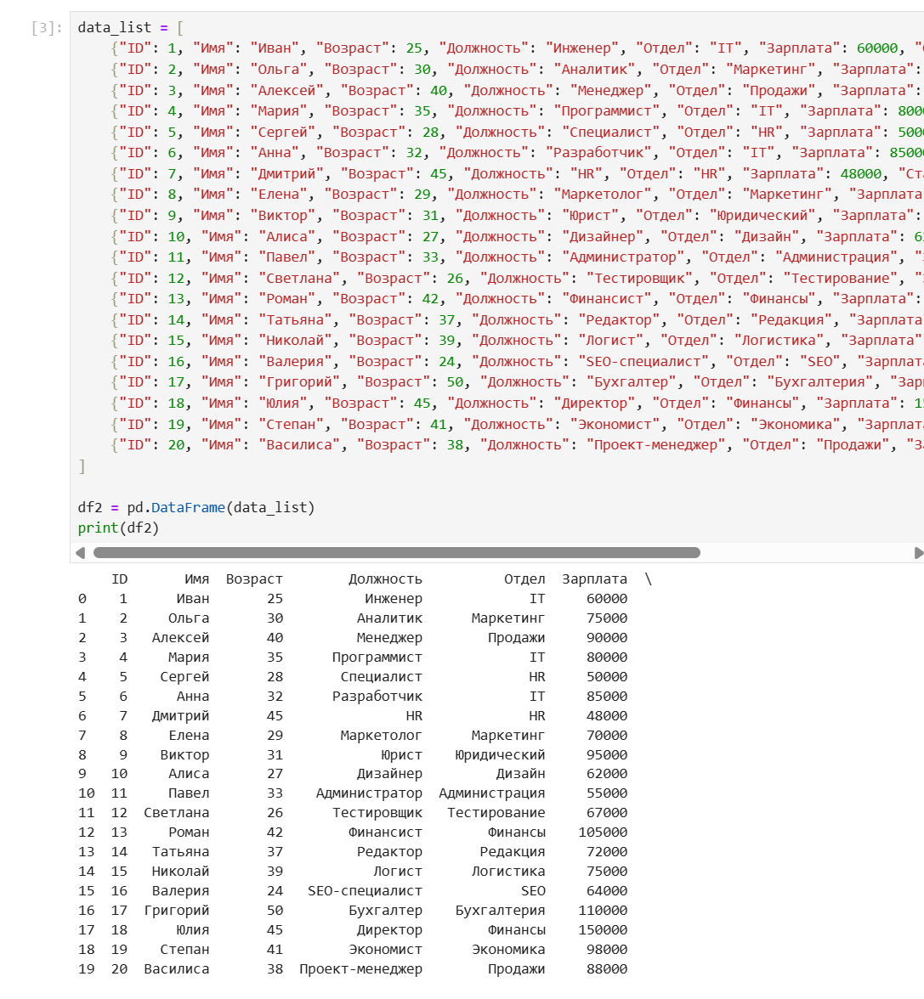 [3]:
data_list = [
{"ID": 1, "Имя": "Иван", "Возраст": 25, "Должность": "Инженер", "Отдел": "IT", "Зарплата": 60000,
{"ID": 2, "Имя": "Ольга", "Возраст": 30, "Должность": "Аналитик", "Отдел": "Маркетинг", "Зарплата":
{"ID": 3, "Имя": "Алексей", "Возраст": 40, "Должность": "Менеджер", "Отдел": "Продажи", "Зарплата":
{"ID": 4, "Имя": "Мария", "Возраст": 35, "Должность": "Программист", "Отдел": "IT", "Зарплата": 800
{"ID": 5, "Имя": "Сергей", "Возраст": 28, "Должность": "Специалист", "Отдел": "HR", "Зарплата": 500
{"ID": 6, "Имя": "Анна", "Возраст": 32, "Должность": "Разработчик", "Отдел": "IT", "Зарплата": 85000
{"ID": 7, "Имя": "Дмитрий", "Возраст": 45, "Должность": "HR", "Отдел": "HR", "Зарплата": 48000, "Ст
{"ID": 8, "Имя": "Елена", "Возраст": 29, "Должность": "Маркетолог", "Отдел": "Маркетинг", "Зарплата
{"ID": 9, "Имя": "Виктор", "Возраст": 31, "Должность": "Юрист", "Отдел": "Юридический", "Зарплата":
{"ID": 10, "Имя": "Алиса", "Возраст": 27, "Должность": "Дизайнер", "Отдел": "Дизайн", "Зарплата": 6
{"ID": 11, "Имя": "Павел", "Возраст": 33, "Должность": "Администратор", "Отдел": "Администрация", "
{"ID": 12, "Имя": "Светлана", "Возраст": 26, "Должность": "Тестировщик", "Отдел": "Тестирование", "
{"ID": 13, "Имя": "Роман", "Возраст": 42, "Должность": "Финансист", "Отдел": "Финансы", "Зарплата":
{"ID": 14, "Имя": "Татьяна", "Возраст": 37, "Должность": "Редактор", "Отдел": "Редакция", "Зарплата
{"ID": 15, "Имя": "Николай", "Возраст": 39, "Должность": "Логист", "Отдел": "Логистика", "Зарплата"
{"ID": 16, "Имя": "Валерия", "Возраст": 24, "Должность": "SEO-специалист", "Отдел": "SEO", "Зарплат
{"ID": 17, "Имя": "Григорий", "Возраст": 50, "Должность": "Бухгалтер", "Отдел": "Бухгалтерия", "Зар
{"ID": 18, "Имя": "Юлия", "Возраст": 45, "Должность": "Директор", "Отдел": "Финансы", "Зарплата": 1
{"ID": 19, "Имя": "Степан", "Возраст": 41, "Должность": "Экономист", "Отдел": "Экономика", "Зарплат
{"ID": 20, "Имя": "Василиса", "Возраст": 38, "Должность": "Проект-менеджер", "Отдел": "Продажи", "З
]
df2 = pd.DataFrame(data_list)
print(df2)
ID Имя Возраст Должность Отдел Зарплата \
0 1 Иван 25 Инженер IT 60000
1 2 Ольга 30 Аналитик Маркетинг 75000
2 3 Алексей 40 Менеджер Продажи 90000
3 4 Мария 35 Программист IT 80000
4 5 Сергей 28 Специалист HR 50000
5 6 Анна 32 Разработчик IT 85000
6 7 Дмитрий 45 HR HR 48000
7 8 Елена 29 Маркетолог Маркетинг 70000
8 9 Виктор 31 Юрист Юридический 95000
9 10 Алиса 27 Дизайнер Дизайн 62000
10 11 Павел 33 Администратор Администрация 55000
11 12 Светлана 26 Тестировщик Тестирование 67000
12 13 Роман 42 Финансист Финансы 105000
13 14 Татьяна 37 Редактор Редакция 72000
14 15 Николай 39 Логист Логистика 75000
15 16 Валерия 24 SEO-специалист SEO 64000
16 17 Григорий 50 Бухгалтер Бухгалтерия 110000
17 18 Юлия 45 Директор Финансы 150000
18 19 Степан 41 Экономист Экономика 98000
19 20 Василиса 38 Проект-менеджер Продажи 88000